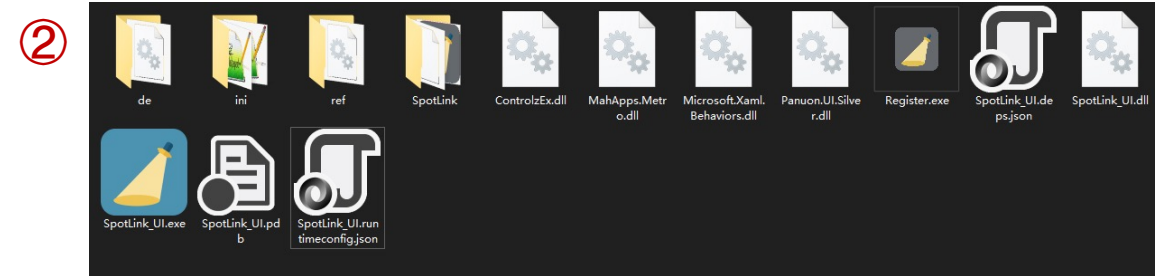 ②
de
ini
ref
SpotLink
ControlzEx.dll
MahApps.Metr
o.dll
Microsoft.Xaml.
Behaviors.dll
Panuon.UI.Silve
r.dll
Register.exe
SpotLink_UI.de
ps.json
SpotLink_UI.dll
SpotLink_UI.exe
SpotLink_UI.pd
b
SpotLink_UI.run
timeconfig.json